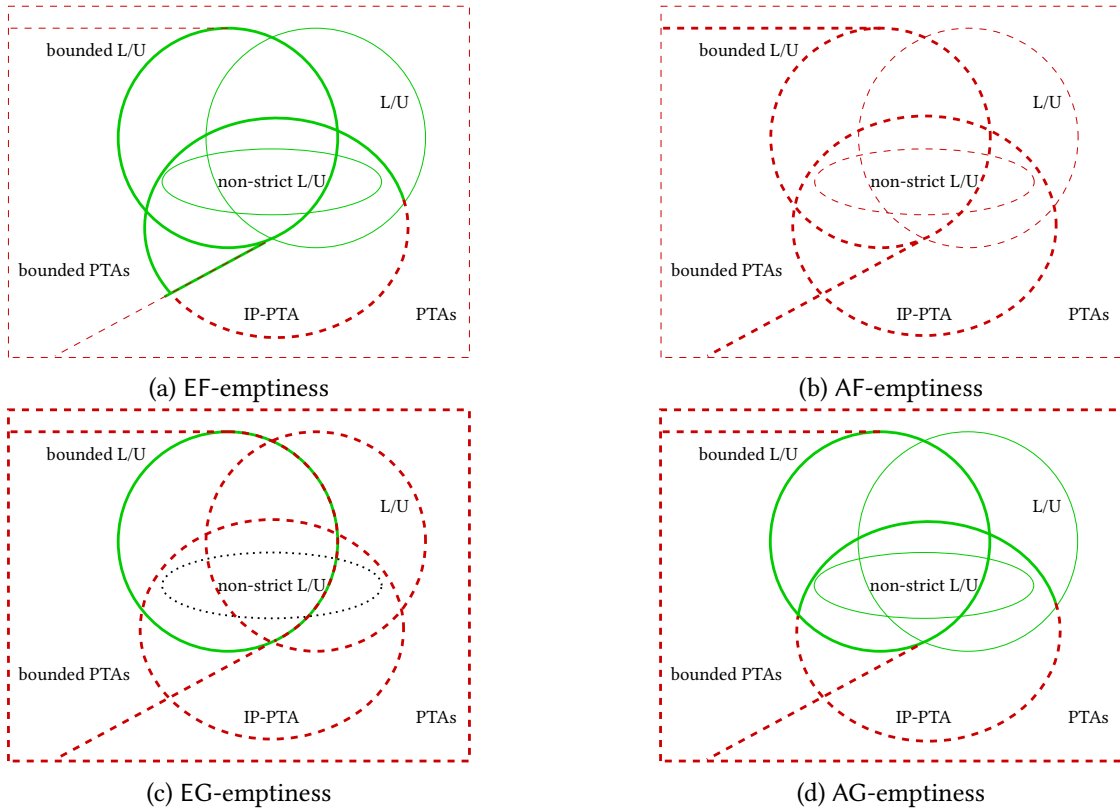 bounded L/U
L/U
non-strict L/U
bounded PTAs
IP-PTA
PTAs
(a) EF-emptiness
bounded L/U
L/U
non-strict L/U
bounded PTAs
IP-PTA
PTAs
(b) AF-emptiness
bounded L/U
L/U
non-strict L/U
bounded PTAs
IP-PTA
PTAs
(c) EG-emptiness
bounded L/U
L/U
non-strict L/U
bounded PTAs
IP-PTA
PTAs
(d) AG-emptiness